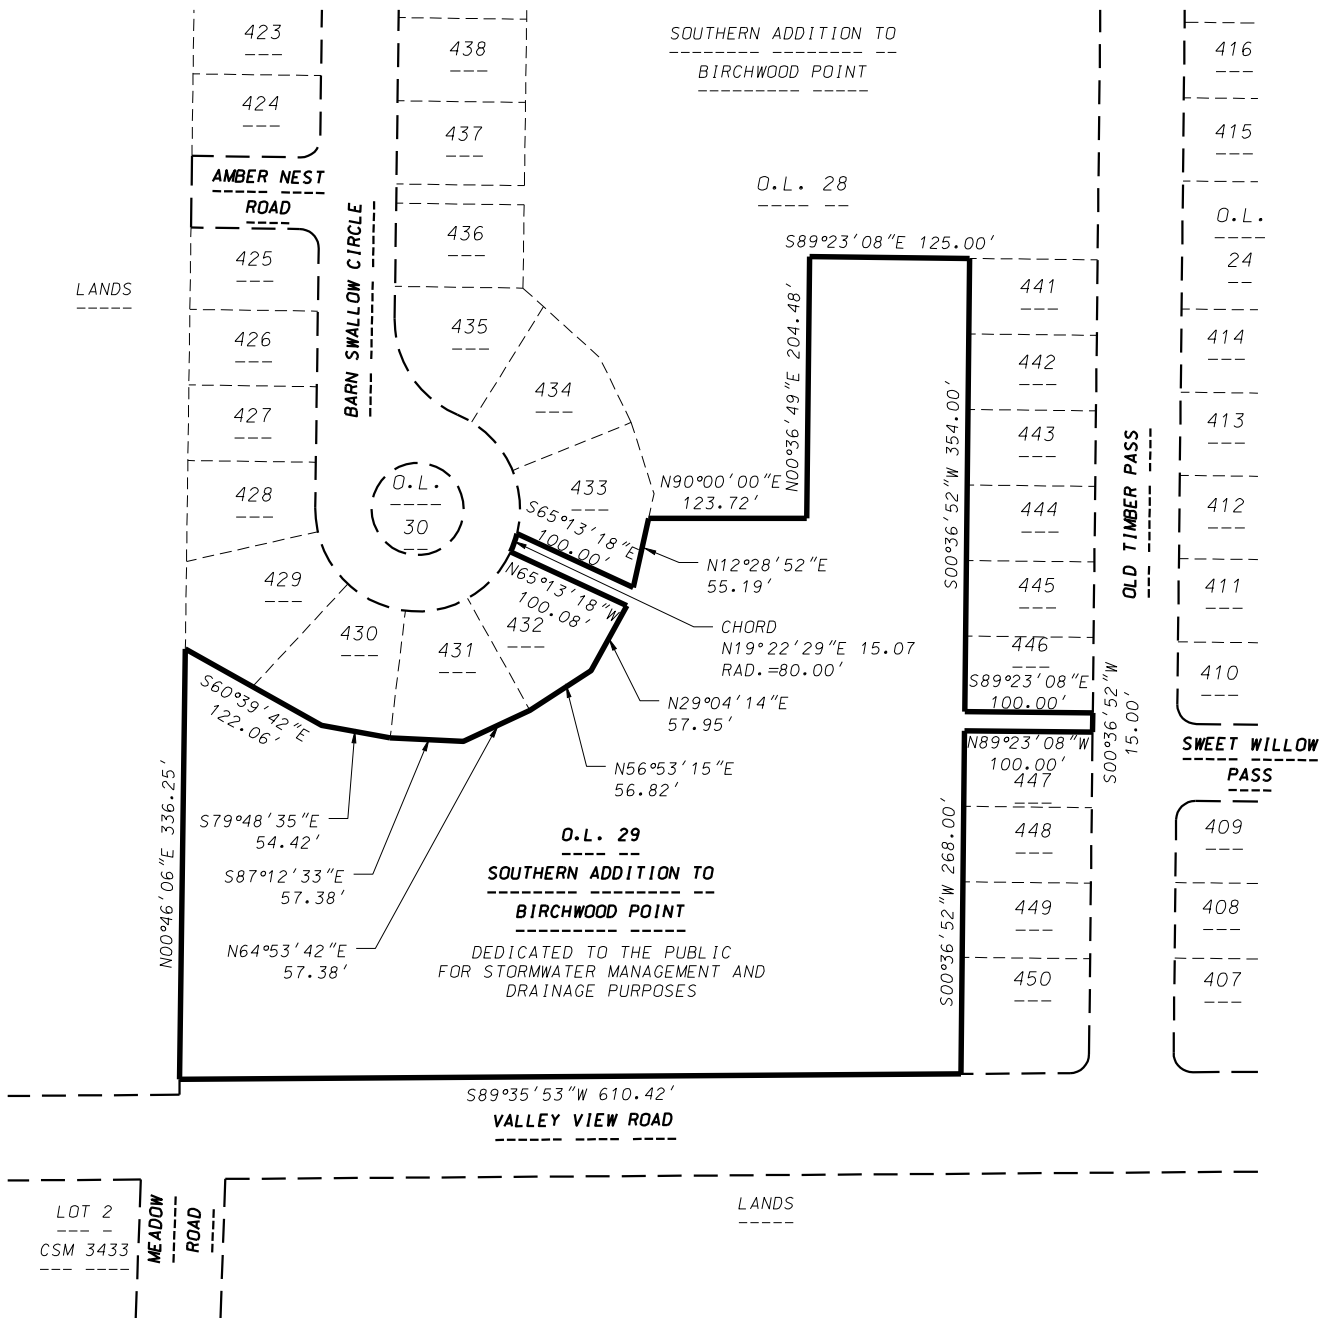 423
424
AMBER NEST
ROAD
425
426
427
428
429
LANDS
BARN SWALLOW CIRCLE
438
437
436
435
434
433
O.L.
30
430
431
432
SOUTHERN ADDITION TO
BIRCHWOOD POINT
O.L. 28
S89°23'08"E 125.00'
N00°36'49"E 204.48'
N90°00'00"E
123.72'
S65°13'18"E
100.00'
N65°13'18"W
100.08'
N12°28'52"E
55.19'
CHORD
N19°22'29"E 15.07
RAD.=80.00'
N29°04'14"E
57.95'
N56°53'15"E
56.82'
S60°39'42"E
122.06'
S79°48'35"E
54.42'
S87°12'33"E
57.38'
N64°53'42"E
57.38'
N00°46'06"E 336.25'
O.L. 29
SOUTHERN ADDITION TO
BIRCHWOOD POINT
DEDICATED TO THE PUBLIC
FOR STORMWATER MANAGEMENT AND
DRAINAGE PURPOSES
S00°36'52"W 354.00'
441
442
443
444
445
446
S89°23'08"E
100.00'
S00°36'52"W
15.00'
N89°23'08"W
100.00'
447
448
449
450
S00°36'52"W 268.00'
OLD TIMBER PASS
416
415
O.L.
24
414
413
412
411
410
SWEET WILLOW
PASS
409
408
407
S89°35'53"W 610.42'
VALLEY VIEW ROAD
LOT 2
CSM 3433
MEADOW
ROAD
LANDS